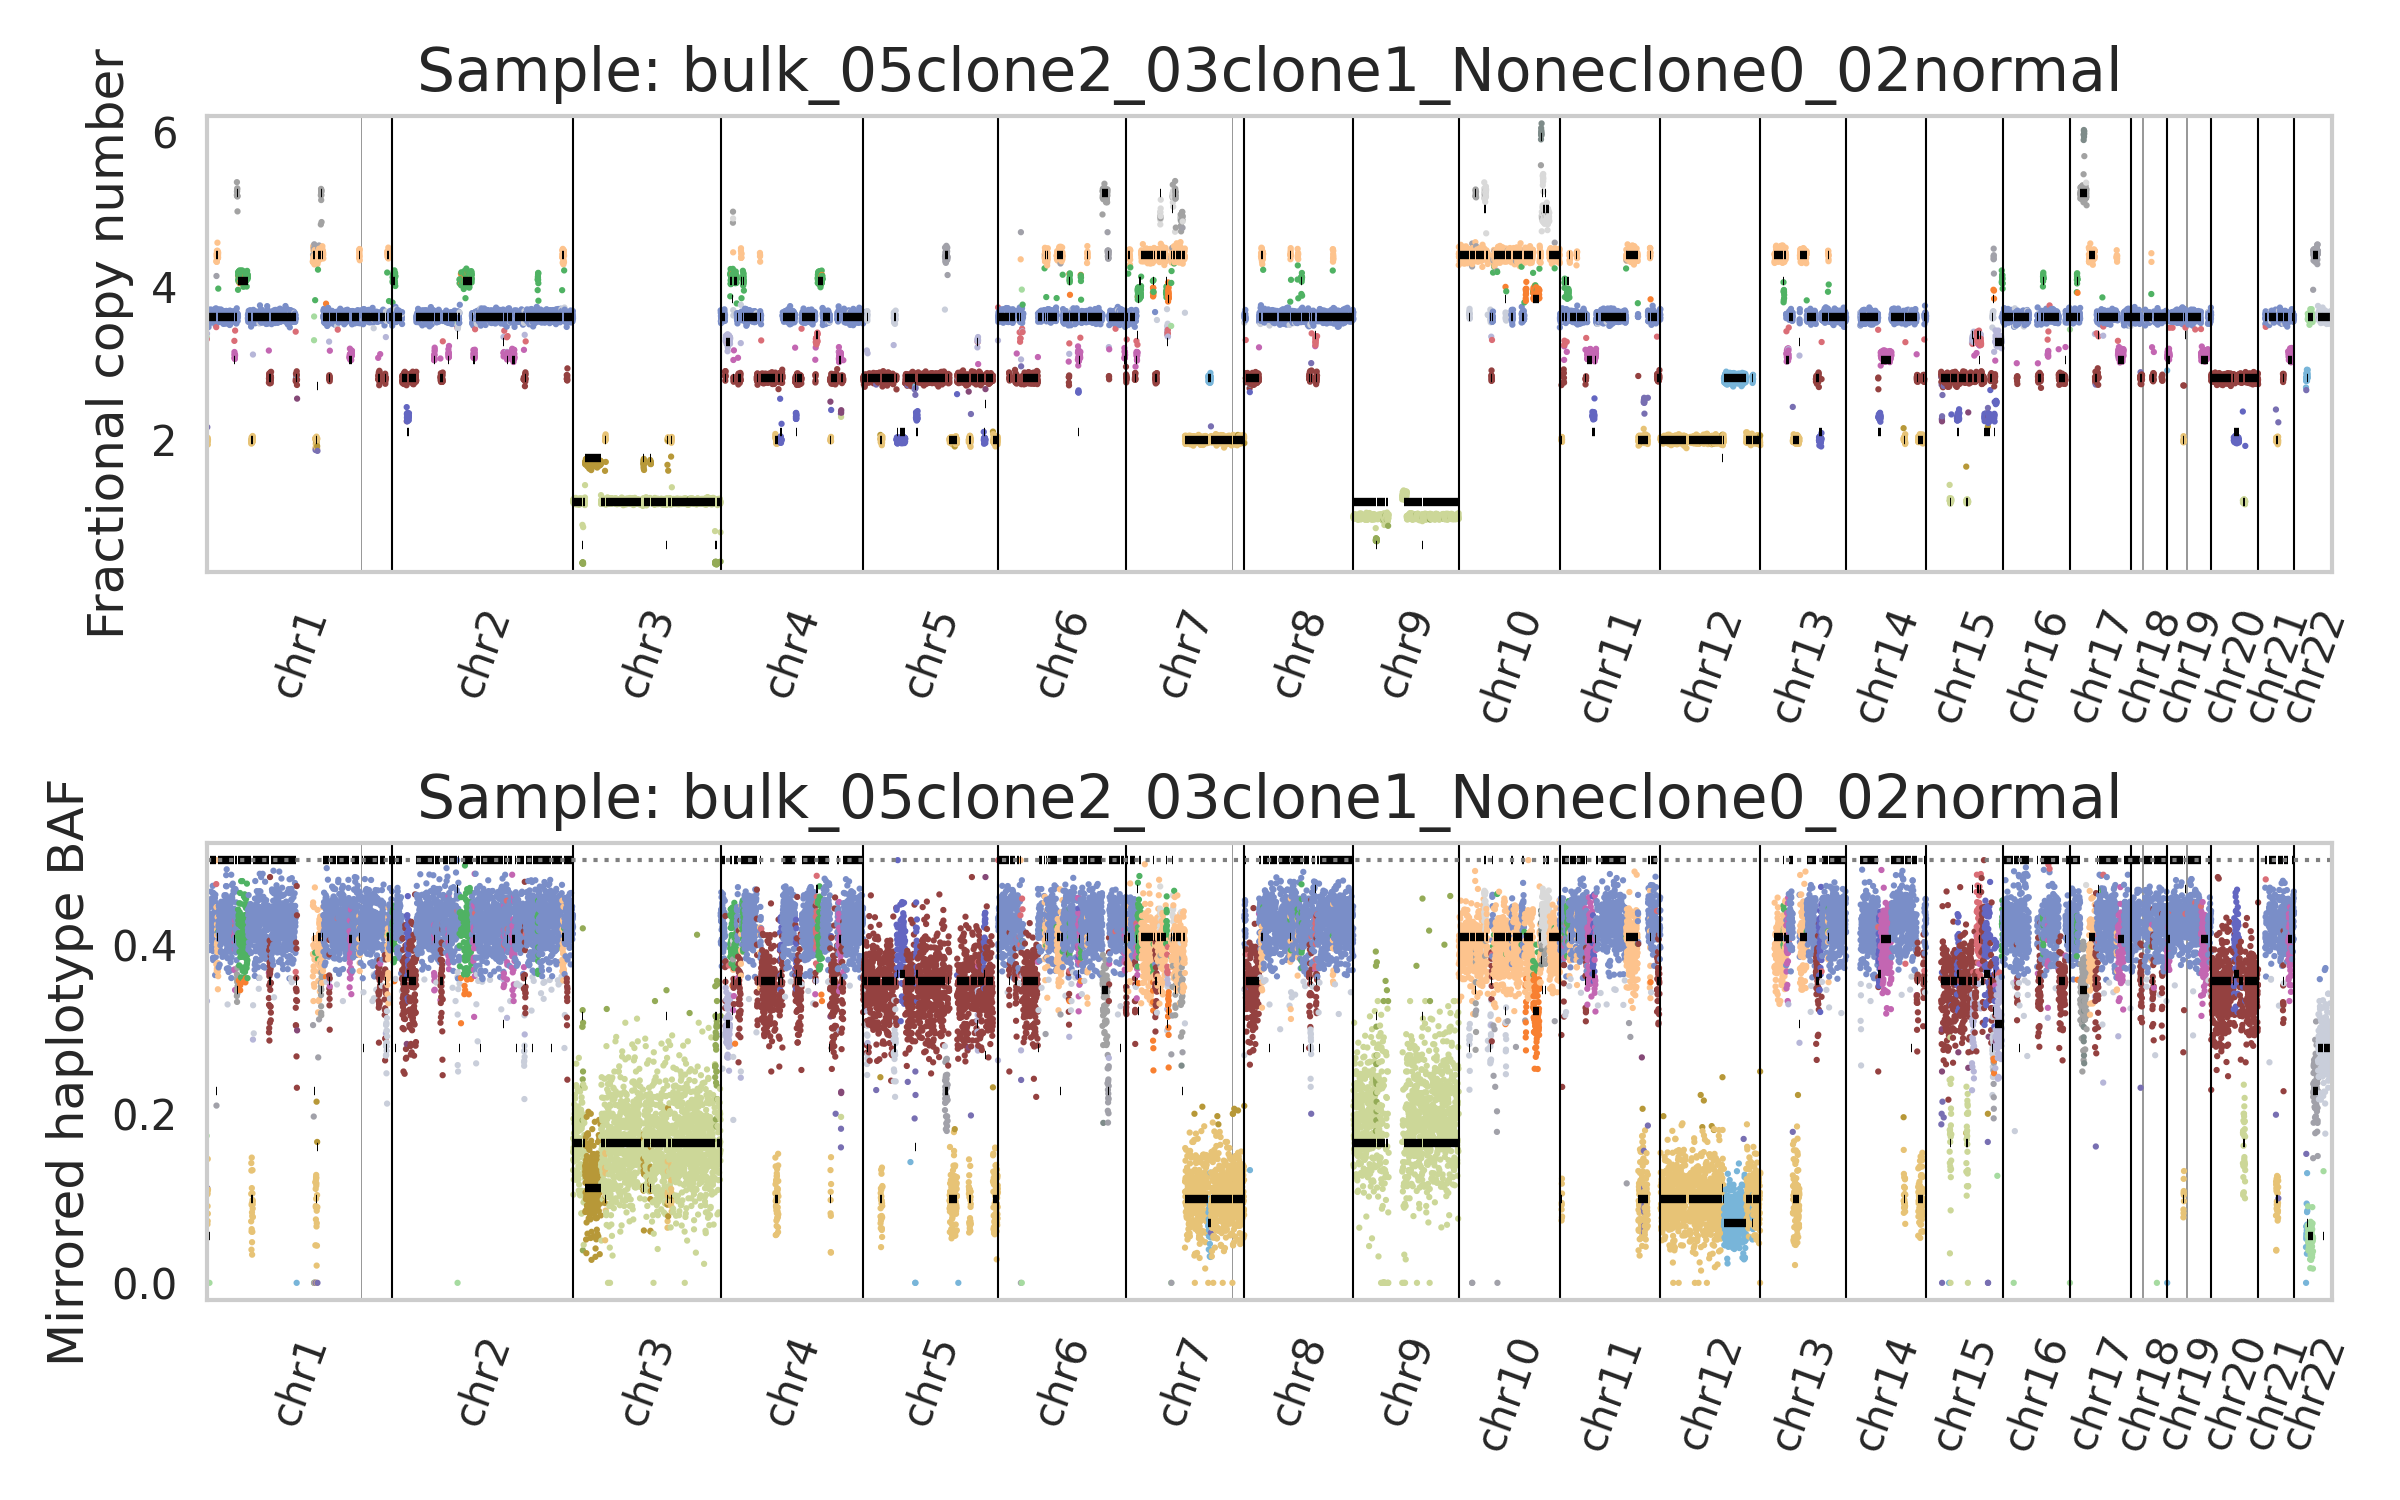 Sample: bulk_05clone2_03clone1_Noneclone0_02normal
Fractional copy number
6
4
2
chr1 chr2 chr3 chr4 chr5 chr6 chr7 chr8 chr9 chr10 chr11 chr12 chr13 chr14 chr15 chr16 chr17 chr18 chr19 chr20 chr21 chr22
Sample: bulk_05clone2_03clone1_Noneclone0_02normal
Mirrored haplotype BAF
0.4
0.2
0.0
chr1 chr2 chr3 chr4 chr5 chr6 chr7 chr8 chr9 chr10 chr11 chr12 chr13 chr14 chr15 chr16 chr17 chr18 chr19 chr20 chr21 chr22